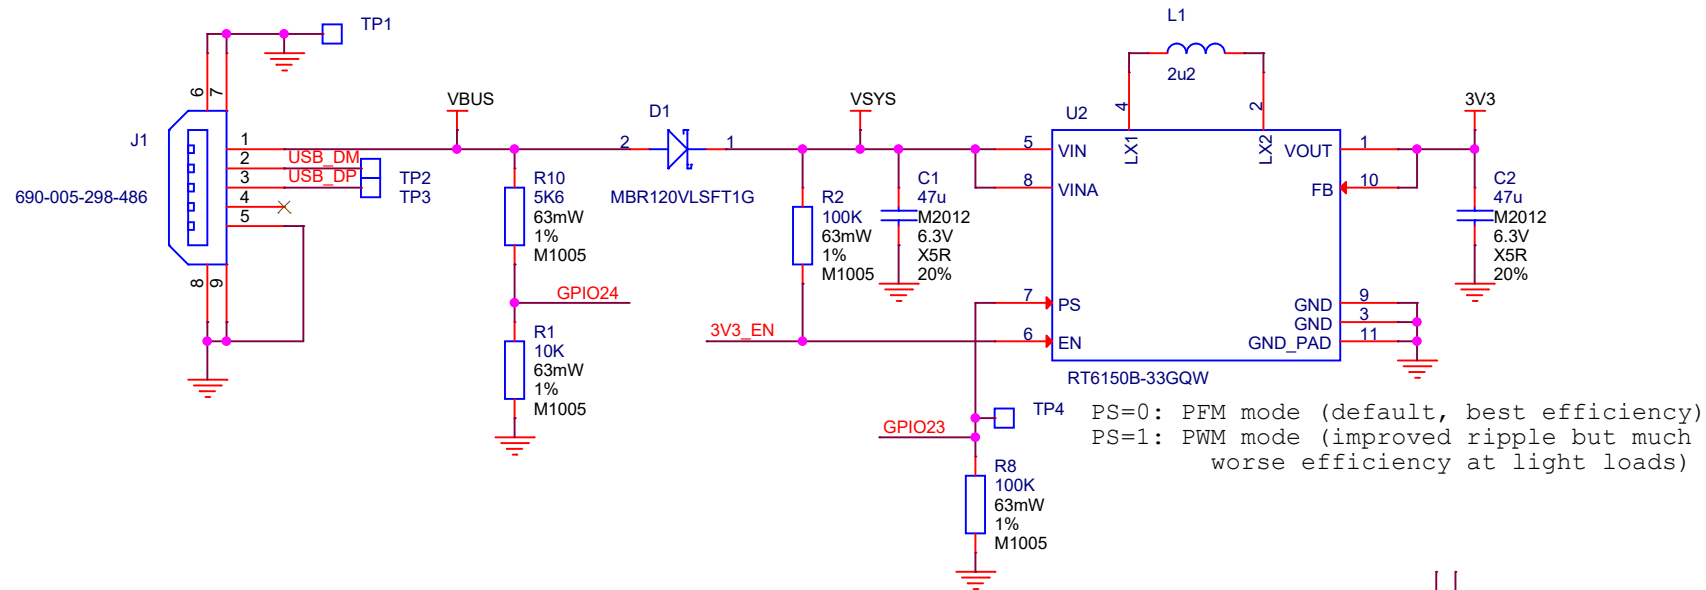 TP1
L1
2u2
6
7
4
2
VBUS
D1
VSYS
U2
3V3
J1
1
2
1
5
VIN
LX1
LX2
VOUT
1
2
USB_DM
3
USB_DP
TP2
TP3
4
5
690-005-298-486
R10
5K6
63mW
1%
M1005
MBR120VLSFT1G
R2
100K
63mW
1%
M1005
C1
47u
M2012
6.3V
X5R
20%
8
VINA
FB
10
C2
47u
M2012
6.3V
X5R
20%
8
9
GPIO24
7
PS
GND
9
GND
3
R1
10K
63mW
1%
M1005
3V3_EN
6
EN
GND_PAD
11
RT6150B-33GQW
TP4
GPIO23
PS=0: PFM mode (default, best efficiency)
PS=1: PWM mode (improved ripple but much
worse efficiency at light loads)
R8
100K
63mW
1%
M1005